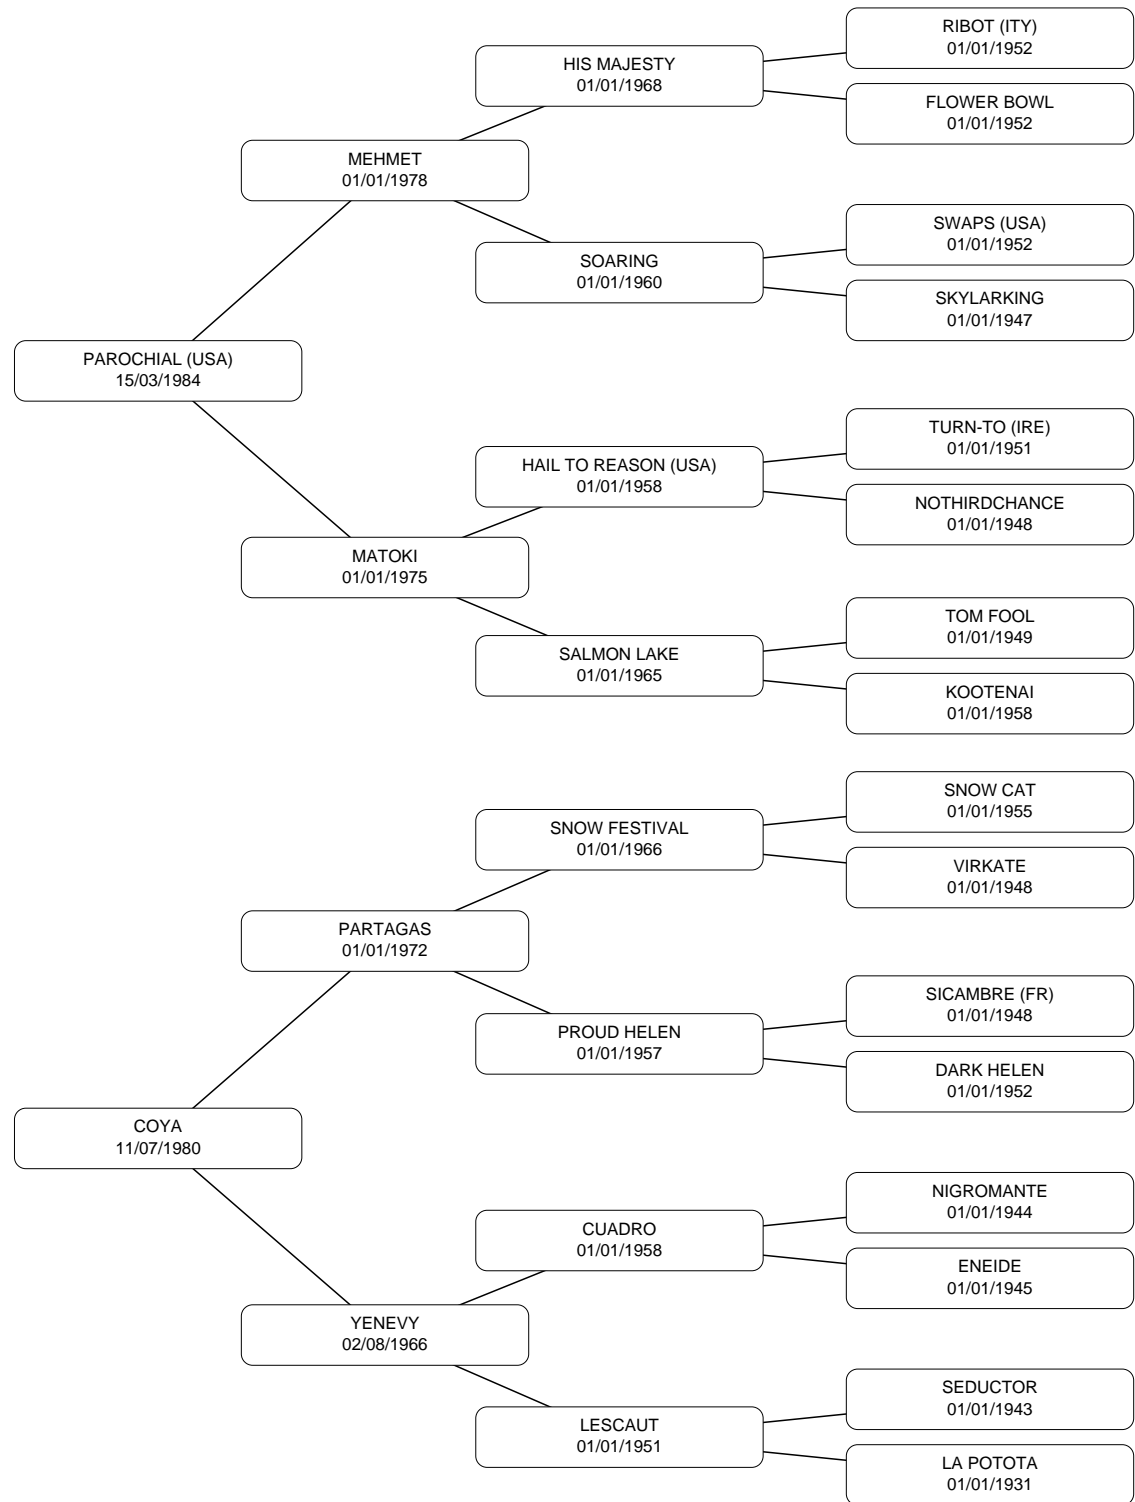 RIBOT (ITY)
01/01/1952
HIS MAJESTY
01/01/1968
FLOWER BOWL
01/01/1952
MEHMET
01/01/1978
SWAPS (USA)
01/01/1952
SOARING
01/01/1960
SKYLARKING
01/01/1947
PAROCHIAL (USA)
15/03/1984
TURN-TO (IRE)
01/01/1951
HAIL TO REASON (USA)
01/01/1958
NOTHIRDCHANCE
01/01/1948
MATOKI
01/01/1975
TOM FOOL
01/01/1949
SALMON LAKE
01/01/1965
KOOTENAI
01/01/1958
SNOW CAT
01/01/1955
SNOW FESTIVAL
01/01/1966
VIRKATE
01/01/1948
PARTAGAS
01/01/1972
SICAMBRE (FR)
01/01/1948
PROUD HELEN
01/01/1957
DARK HELEN
01/01/1952
COYA
11/07/1980
NIGROMANTE
01/01/1944
CUADRO
01/01/1958
ENEIDE
01/01/1945
YENEVY
02/08/1966
SEDUCTOR
01/01/1943
LESCAUT
01/01/1951
LA POTOTA
01/01/1931